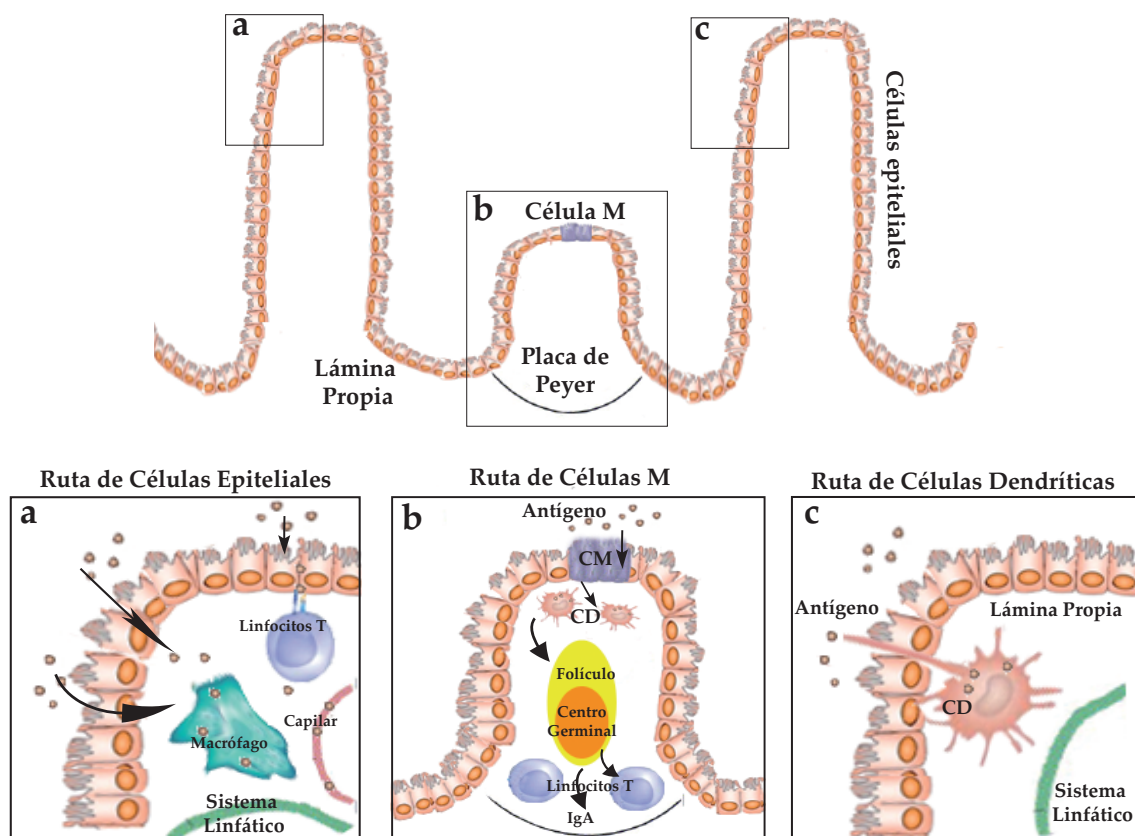 a
c
Células epiteliales
b
Célula M
Lámina
Propia
Placa de
Peyer
Ruta de Células Epiteliales
a
Linfocitos T
Capilar
Macrófago
Sistema
Linfático
Ruta de Células M
b
Antígeno
CM
CD
Folículo
Centro
Germinal
Linfocitos T
IgA
Ruta de Células Dendríticas
c
Antígeno
Lámina Propia
CD
Sistema
Linfático